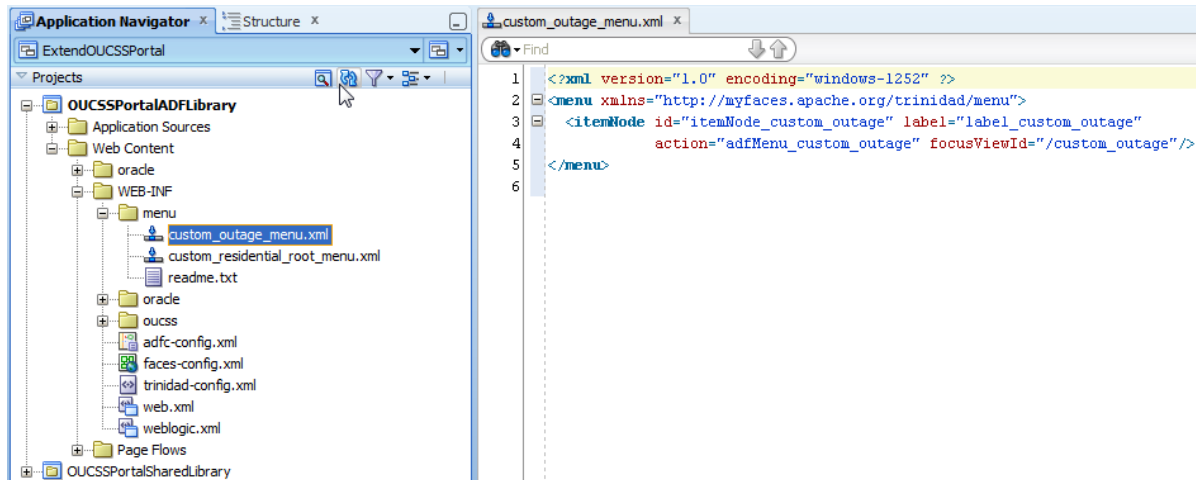 Application Navigator x Structure x
ExtendOUCSSPortal
Projects
OUCSSPortalADFLibrary
Application Sources
Web Content
oracle
WEB-INF
menu
custom_outage_menu.xml
custom_residential_root_menu.xml
readme.txt
oracle
oucss
adfc-config.xml
faces-config.xml
trinidad-config.xml
web.xml
weblogic.xml
Page Flows
OUCSSPortalSharedLibrary
custom_outage_menu.xml x
Find
1 <?xml version="1.0" encoding="windows-1252" ?>
2 <menu xmlns="http://myfaces.apache.org/trinidad/menu">
3 <itemNode id="itemNode_custom_outage" label="label_custom_outage"
4 action="adfMenu_custom_outage" focusViewId="/custom_outage"/>
5 </menu>
6